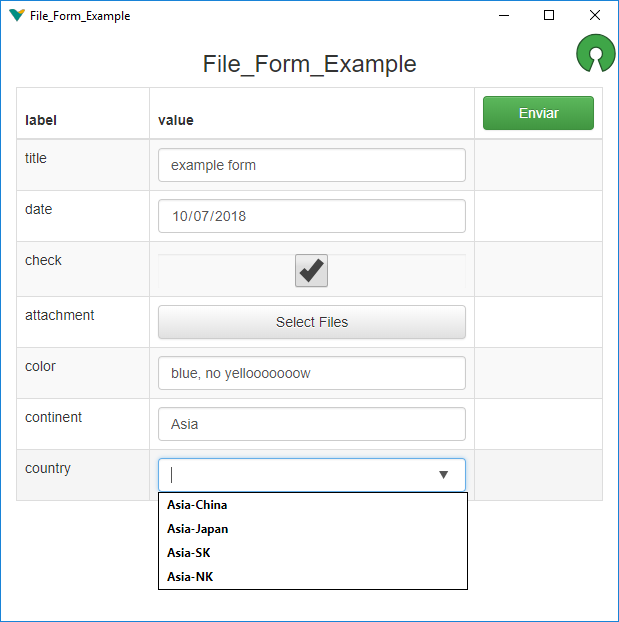 File_Form_Example
File_Form_Example
label value Enviar
title example form
date 10/07/2018
check
attachment Select Files
color blue, no yellooooooow
continent Asia
country
Asia-China
Asia-Japan
Asia-SK
Asia-NK